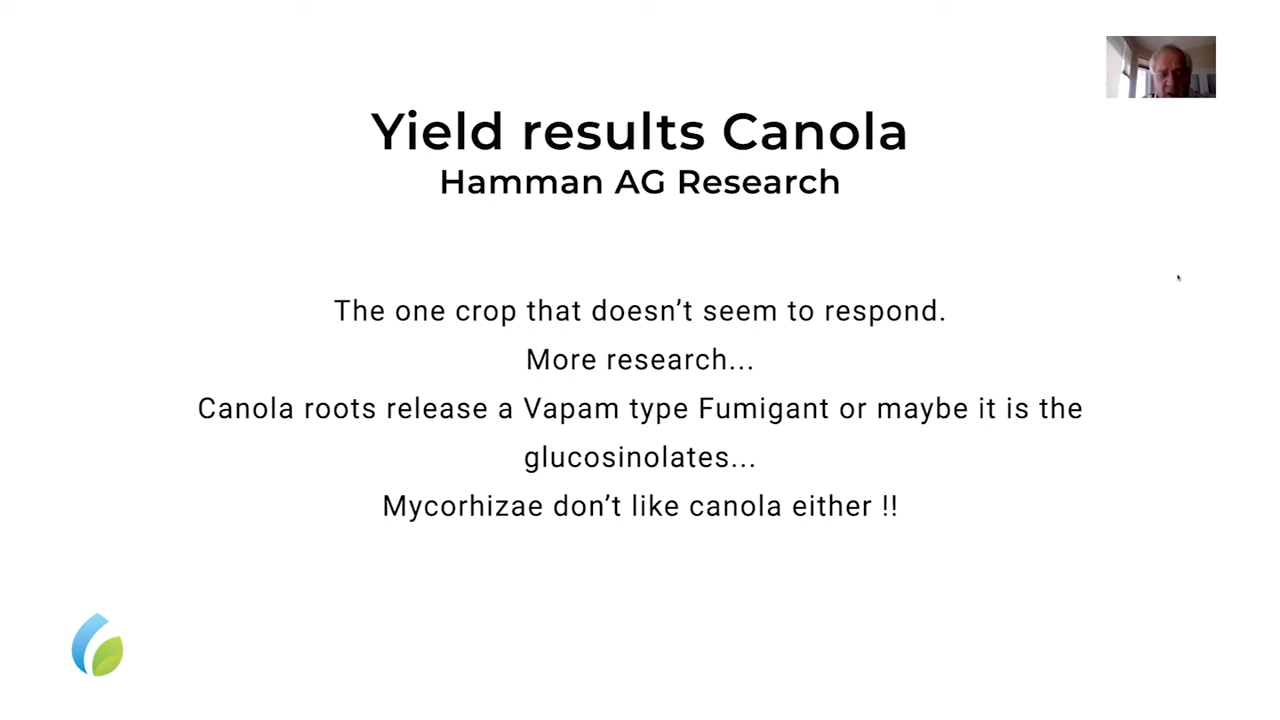 Yield results Canola
Hamman AG Research
The one crop that doesn't seem to respond.
More research...
Canola roots release a Vapam type Fumigant or maybe it is the
glucosinolates...
Mycorhizae don't like canola either !!